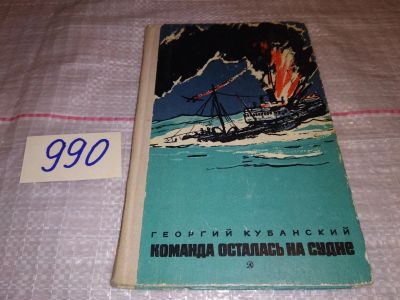 990
ГЕОРГИЙ КУБАНСКИЙ
КОМАНДА ОСТАЛАСЬ НА СУДНЕ